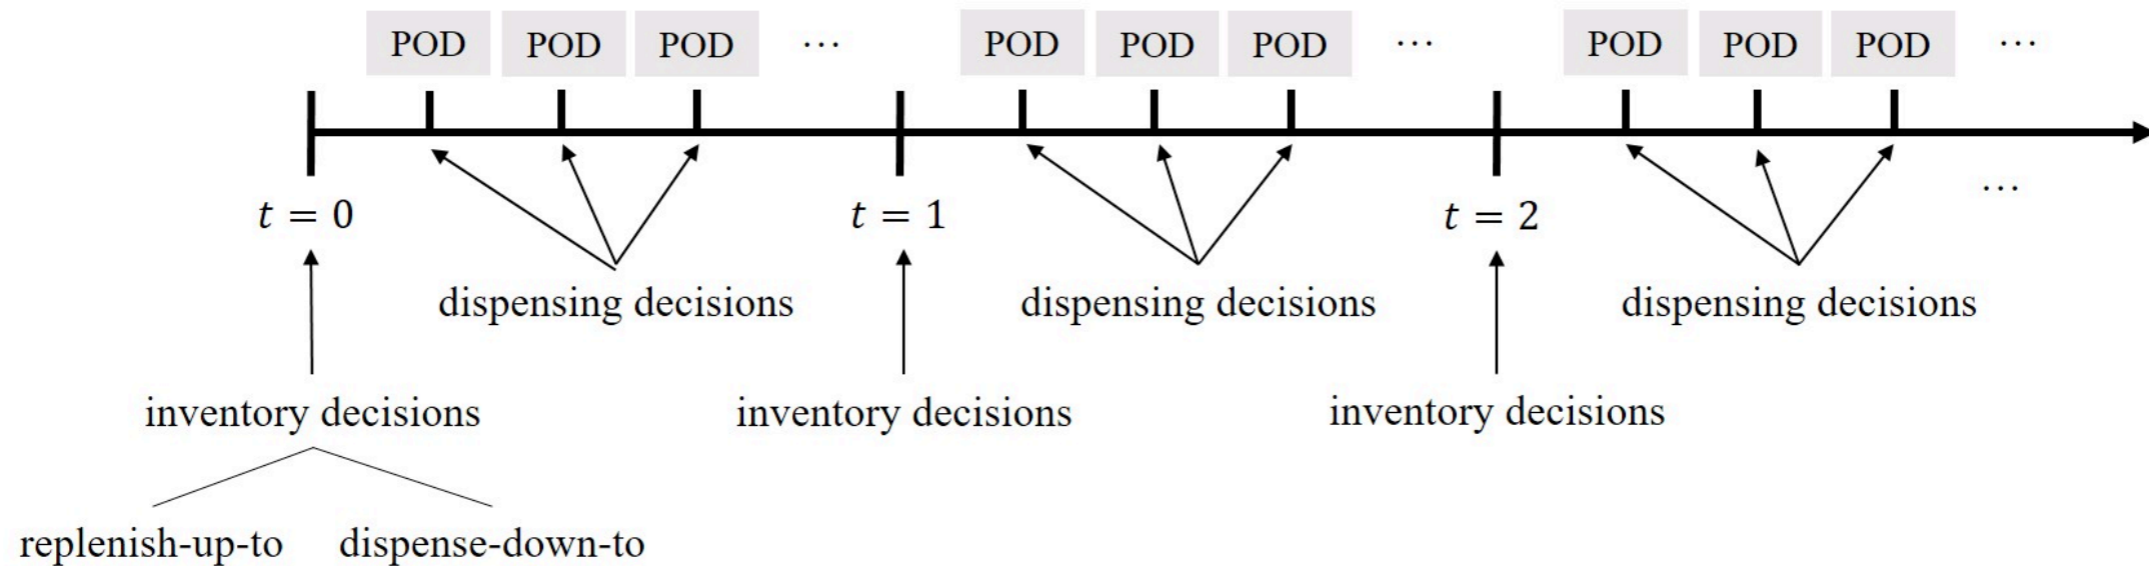 POD POD POD ... POD POD POD ... POD POD POD ...
...
t = 0 t = 1 t = 2
dispensing decisions dispensing decisions dispensing decisions
inventory decisions inventory decisions inventory decisions
replenish-up-to dispense-down-to